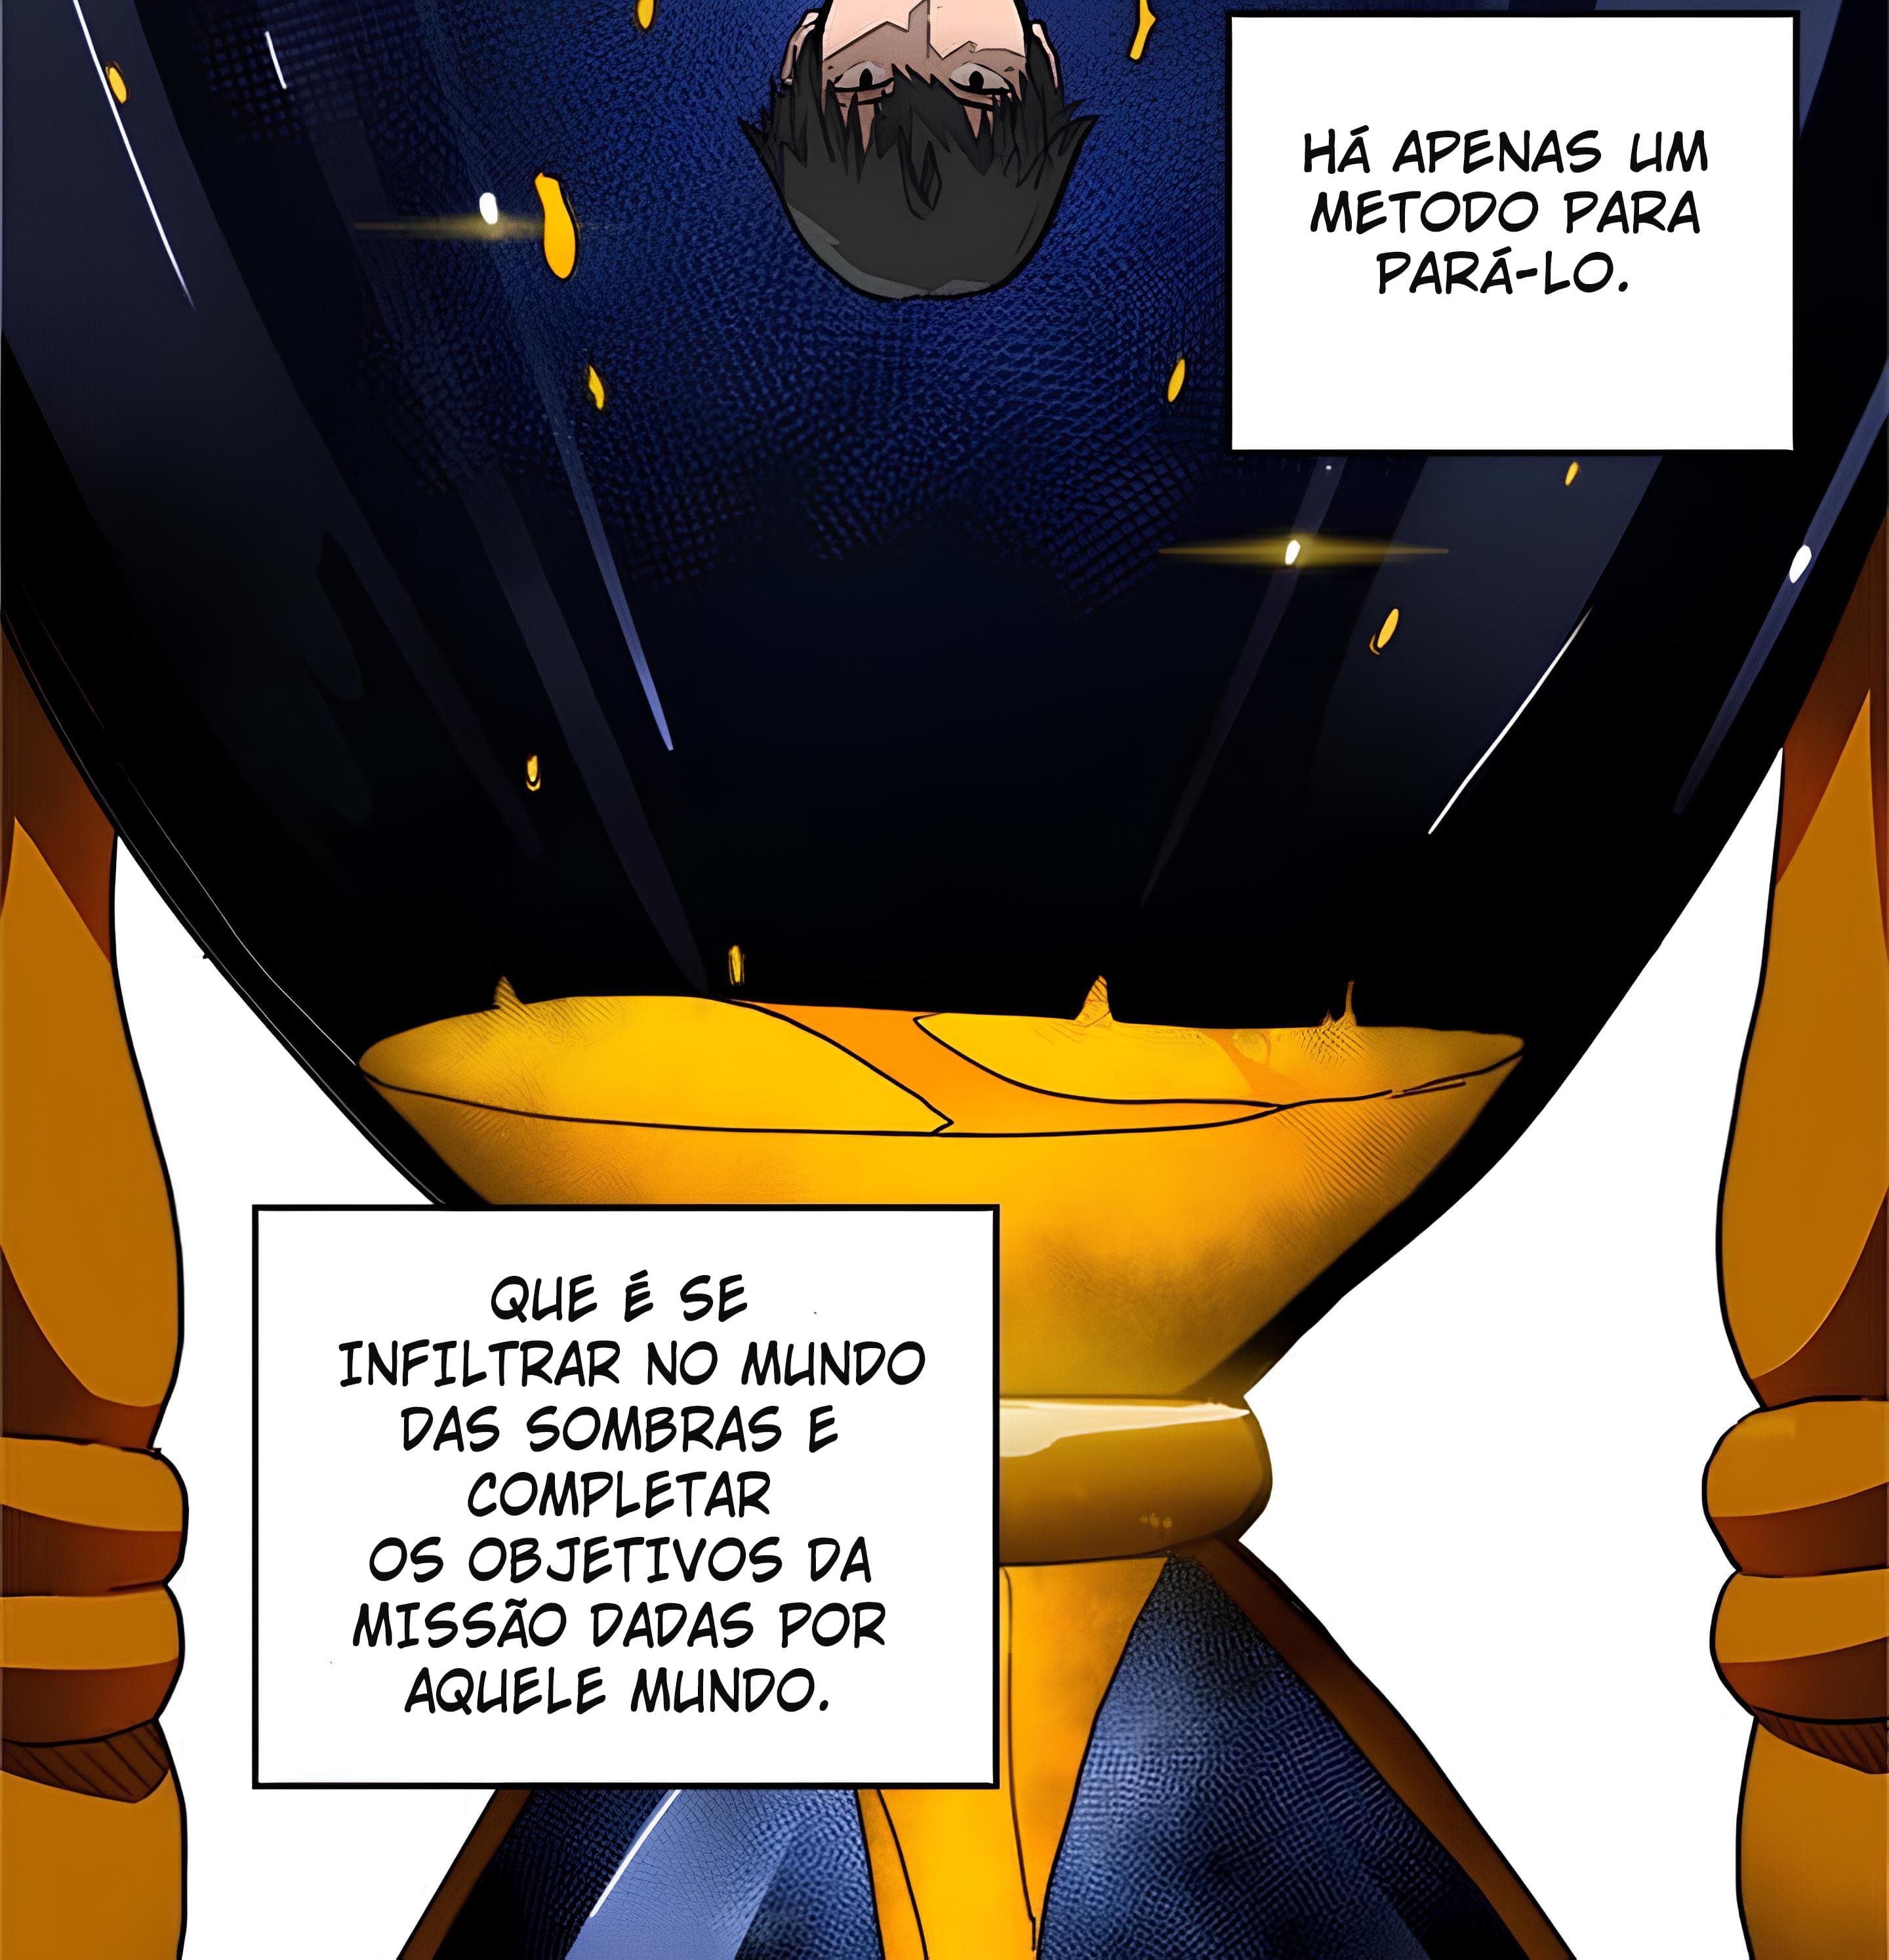 HÁ APENAS UM
METODO PARA
PARÁ-LO.
QUE É SE
INFILTRAR NO MUNDO
DAS SOMBRAS E
COMPLETAR
OS OBJETIVOS DA
MISSÃO DADAS POR
AQUELE MUNDO.